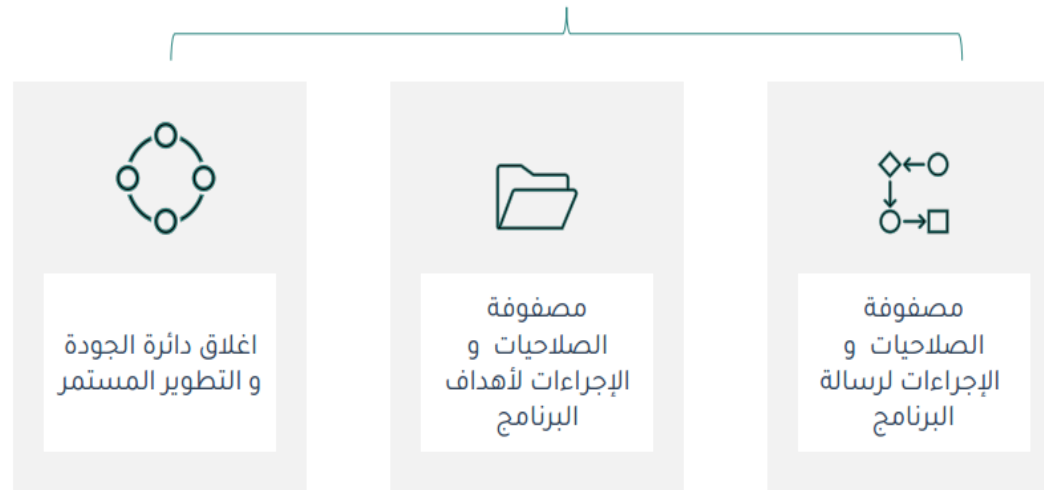 مصفوفة
الصلاحيات و
الإجراءات لرسالة
البرنامج
مصفوفة
الصلاحيات و
الإجراءات لأهداف
البرنامج
اغلاق دائرة الجودة
و التطوير المستمر